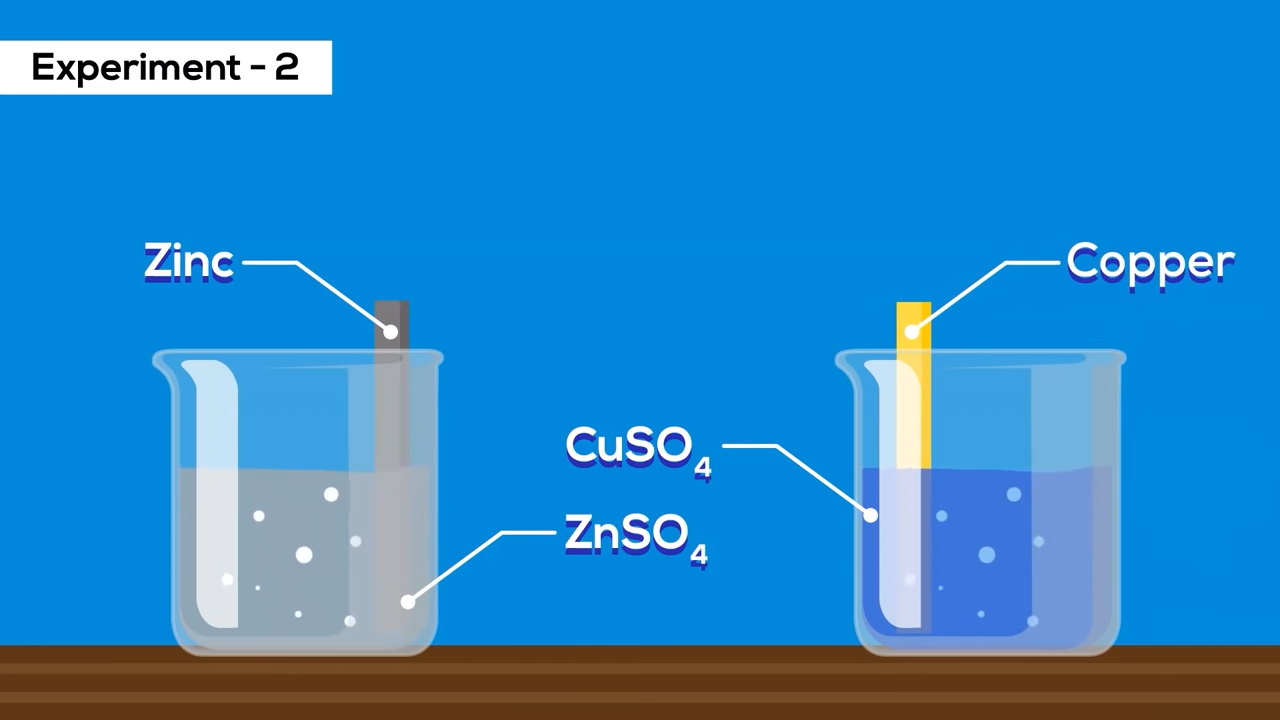 Experiment - 2
Zinc
Copper
CuSO₄
ZnSO₄